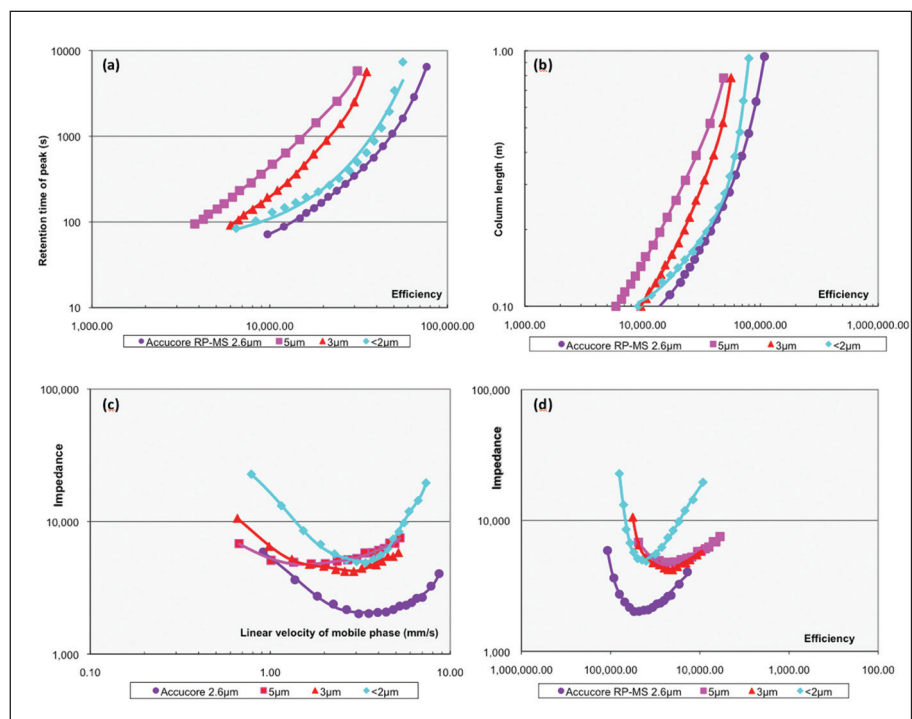 (a)
Retention time of peak (s)
10000
1000
100
10
Efficiency
1,000.00 10,000.00 100,000.00
Accucore RP-MS 2.6µm 5µm 3µm <2µm
(b)
Column length (m)
1.00
0.10
Efficiency
1,000.00 10,000.00 100,000.00 1,000,000.00
Accucore RP-MS 2.6µm 5µm 3µm <2µm
(c)
Impedance
100,000
10,000
1,000
Linear velocity of mobile phase (mm/s)
0.10 1.00 10.00
Accucore 2.6µm 5µm 3µm <2µm
(d)
Impedance
100,000
10,000
1,000
Efficiency
1,0000,000.00 100,000.00 10,000.00 1,000.00 100.00
Accucore RP-MS 2.6µm 5µm 3µm <2µm